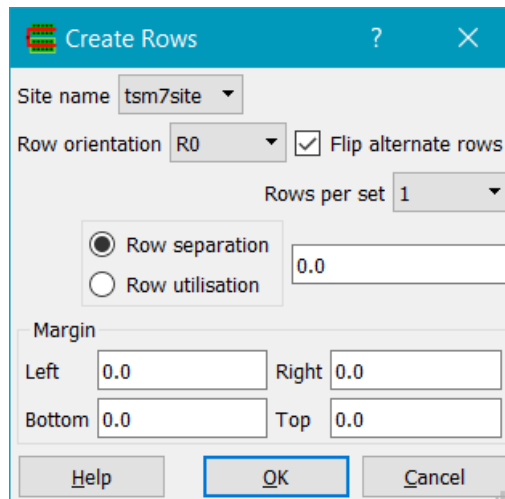 Create Rows ? ×
Site name tsm7site
Row orientation R0 Flip alternate rows
Rows per set 1
Row separation
0.0
Row utilisation
Margin
Left 0.0 Right 0.0
Bottom 0.0 Top 0.0
Help OK Cancel